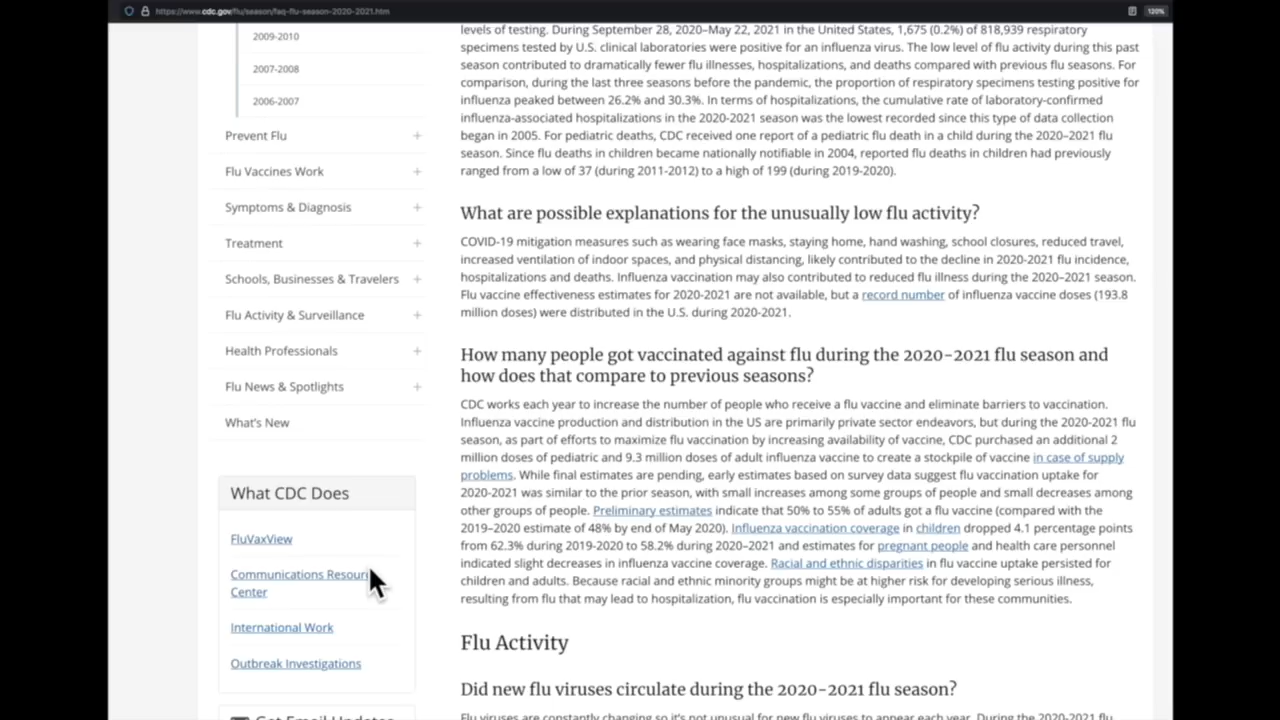 https://www.cdc.gov/flu/season/faq-flu-season-2020-2021.htm
120%
2009-2010
2007-2008
2006-2007
Prevent Flu
Flu Vaccines Work
Symptoms & Diagnosis
Treatment
Schools, Businesses & Travelers
Flu Activity & Surveillance
Health Professionals
Flu News & Spotlights
What's New
What CDC Does
FluVaxView
Communications Resour
Center
International Work
Outbreak Investigations
levels of testing. During September 28, 2020–May 22, 2021 in the United States, 1,675 (0.2%) of 818,939 respiratory
specimens tested by U.S. clinical laboratories were positive for an influenza virus. The low level of flu activity during this past
season contributed to dramatically fewer flu illnesses, hospitalizations, and deaths compared with previous flu seasons. For
comparison, during the last three seasons before the pandemic, the proportion of respiratory specimens testing positive for
influenza peaked between 26.2% and 30.3%. In terms of hospitalizations, the cumulative rate of laboratory-confirmed
influenza-associated hospitalizations in the 2020-2021 season was the lowest recorded since this type of data collection
began in 2005. For pediatric deaths, CDC received one report of a pediatric flu death in a child during the 2020–2021 flu
season. Since flu deaths in children became nationally notifiable in 2004, reported flu deaths in children had previously
ranged from a low of 37 (during 2011-2012) to a high of 199 (during 2019-2020).
What are possible explanations for the unusually low flu activity?
COVID-19 mitigation measures such as wearing face masks, staying home, hand washing, school closures, reduced travel,
increased ventilation of indoor spaces, and physical distancing, likely contributed to the decline in 2020-2021 flu incidence,
hospitalizations and deaths. Influenza vaccination may also contributed to reduced flu illness during the 2020–2021 season.
Flu vaccine effectiveness estimates for 2020-2021 are not available, but a record number of influenza vaccine doses (193.8
million doses) were distributed in the U.S. during 2020-2021.
How many people got vaccinated against flu during the 2020-2021 flu season and
how does that compare to previous seasons?
CDC works each year to increase the number of people who receive a flu vaccine and eliminate barriers to vaccination.
Influenza vaccine production and distribution in the US are primarily private sector endeavors, but during the 2020-2021 flu
season, as part of efforts to maximize flu vaccination by increasing availability of vaccine, CDC purchased an additional 2
million doses of pediatric and 9.3 million doses of adult influenza vaccine to create a stockpile of vaccine in case of supply
problems. While final estimates are pending, early estimates based on survey data suggest flu vaccination uptake for
2020-2021 was similar to the prior season, with small increases among some groups of people and small decreases among
other groups of people. Preliminary estimates indicate that 50% to 55% of adults got a flu vaccine (compared with the
2019–2020 estimate of 48% by end of May 2020). Influenza vaccination coverage in children dropped 4.1 percentage points
from 62.3% during 2019-2020 to 58.2% during 2020–2021 and estimates for pregnant people and health care personnel
indicated slight decreases in influenza vaccine coverage. Racial and ethnic disparities in flu vaccine uptake persisted for
children and adults. Because racial and ethnic minority groups might be at higher risk for developing serious illness,
resulting from flu that may lead to hospitalization, flu vaccination is especially important for these communities.
Flu Activity
Did new flu viruses circulate during the 2020-2021 flu season?
Flu viruses are constantly changing so it's not unusual for new flu viruses to appear each year. During the 2020-2021 flu